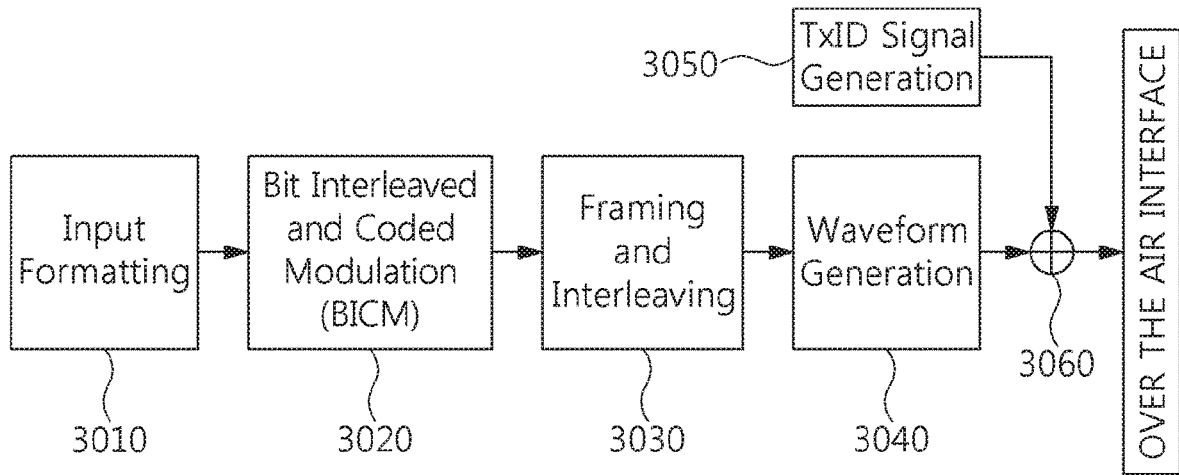 TxID Signal
Generation
3050
OVER THE AIR INTERFACE
Input
Formatting
Bit Interleaved
and Coded
Modulation
(BICM)
Framing
and
Interleaving
Waveform
Generation
3060
3010
3020
3030
3040